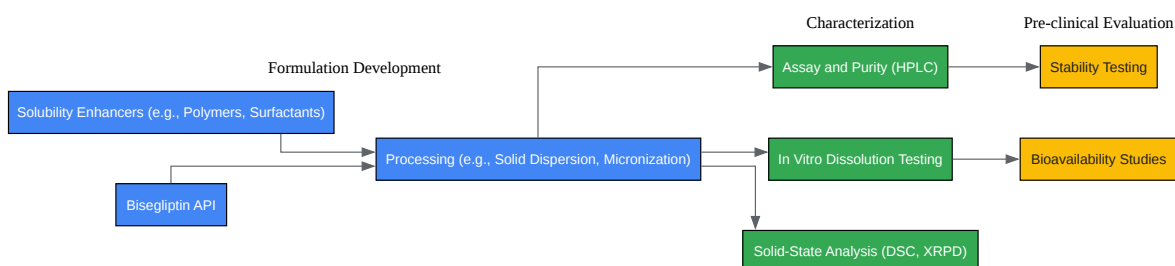 Characterization
Pre-clinical Evaluation
Formulation Development
Assay and Purity (HPLC)
Stability Testing
Solubility Enhancers (e.g., Polymers, Surfactants)
Processing (e.g., Solid Dispersion, Micronization)
In Vitro Dissolution Testing
Bioavailability Studies
Bisegliptin API
Solid-State Analysis (DSC, XRPD)